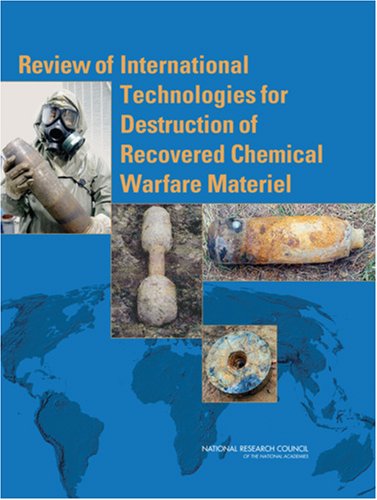 Review of International
Technologies for
Destruction of
Recovered Chemical
Warfare Materiel
NATIONAL RESEARCH COUNCIL
OF THE NATIONAL ACADEMIES